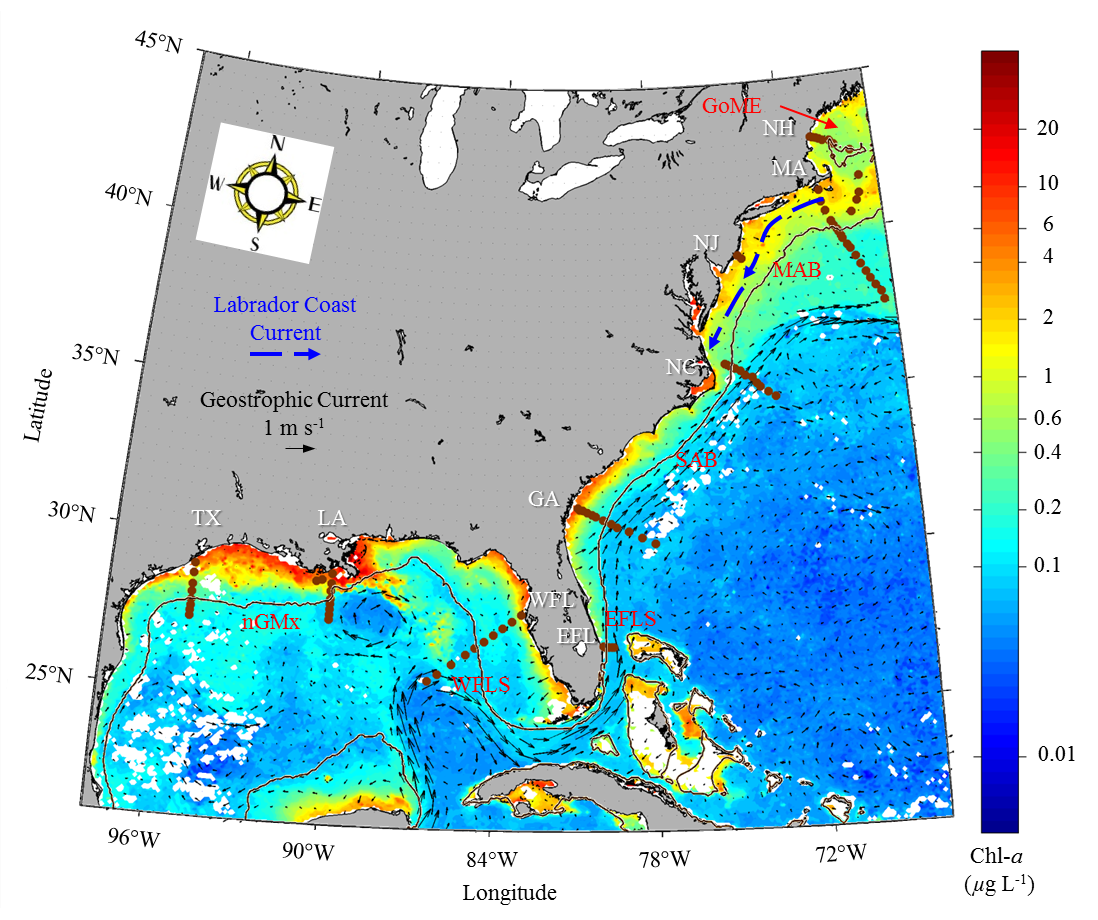 45°N
GoME
NH
N
W
E
S
MA
40°N
NJ
MAB
Labrador Coast
Current
35°N
NC
Geostrophic Current
1 m s-1
Latitude
SAB
GA
30°N
TX
LA
WFL
nGMx
EFLS
EFL
25°N
WFLS
96°W
90°W
84°W
78°W
72°W
Longitude
20
10
6
4
2
1
0.6
0.4
0.2
0.1
0.01
Chl-a
(µg L-1)